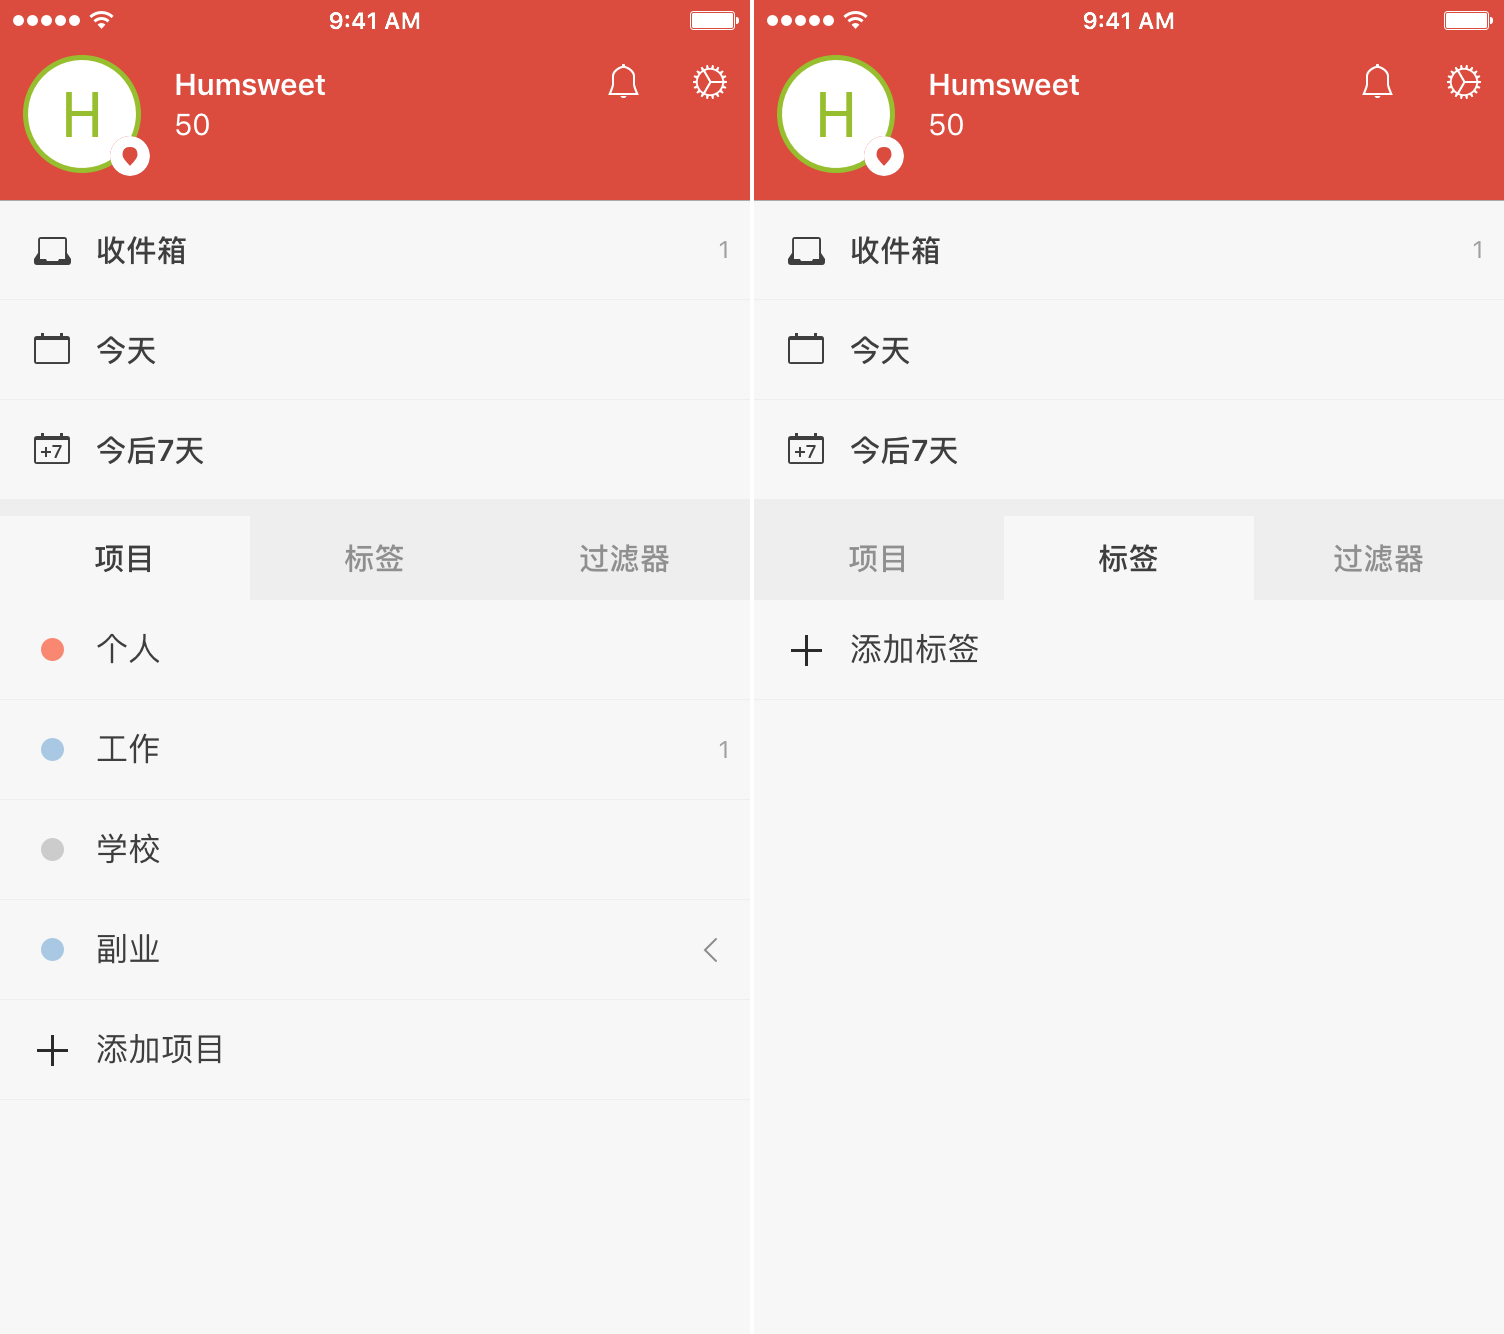 9:41 AM
H
Humsweet
50
收件箱
1
今天
+7
今后7天
项目
标签
过滤器
个人
工作
1
学校
副业
添加项目
9:41 AM
H
Humsweet
50
收件箱
1
今天
+7
今后7天
项目
标签
过滤器
添加标签